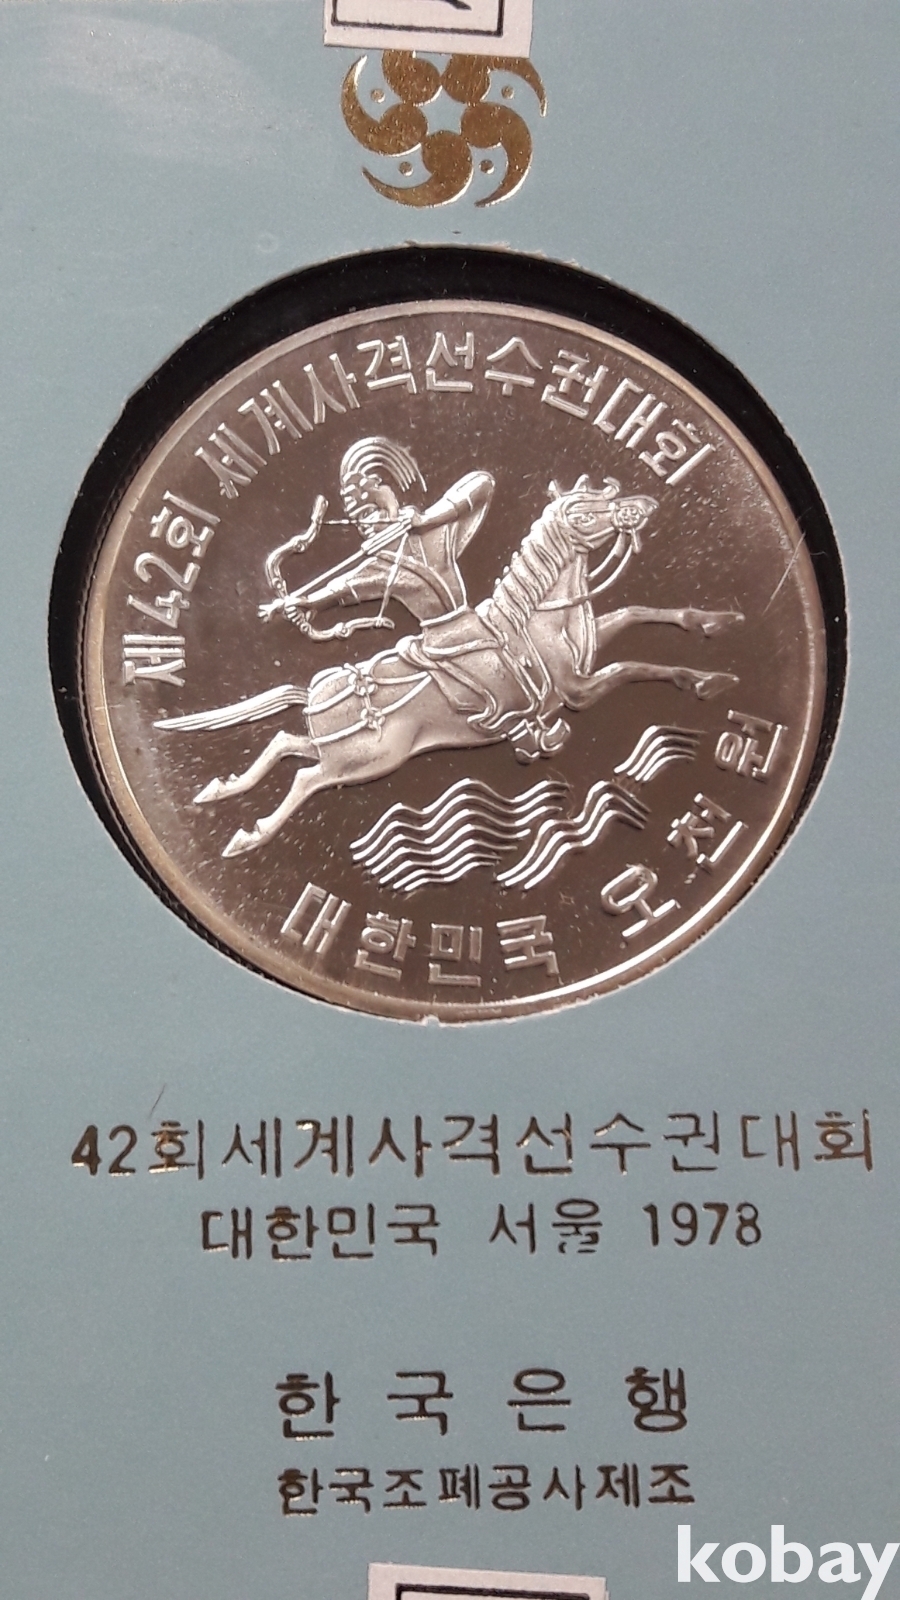 제42회 세계사격선수권대회
대한민국 오천원
42회세계사격선수권대회
대한민국 서울 1978
한국은행
한국조폐공사제조
kobay